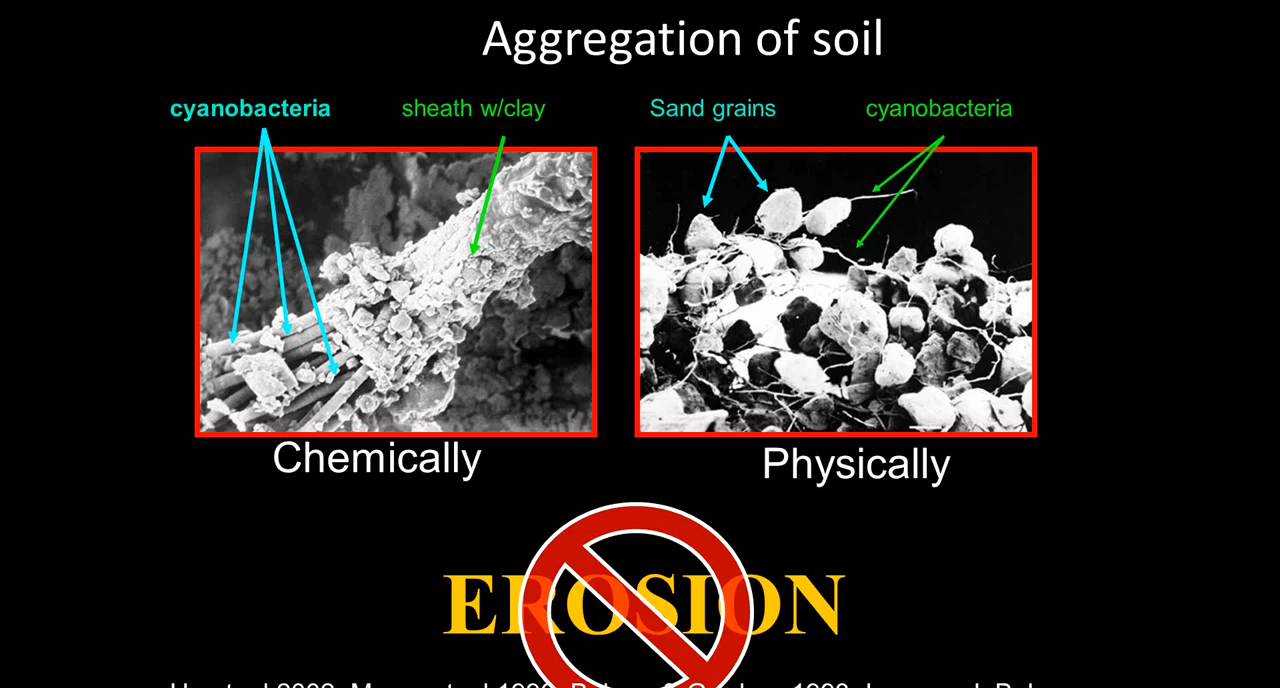 Aggregation of soil
cyanobacteria sheath w/clay Sand grains cyanobacteria
Chemically Physically
EROSION